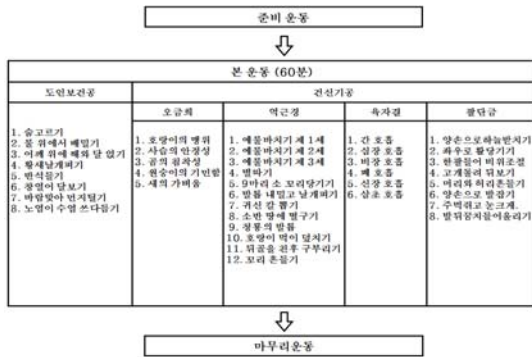 준비 운동
본 운동 (60분)
도인보건공
건신기공
오금희
역근경
육자결
팔단금
1. 숨고르기
2. 물 위에서 배밀기
3. 어깨 위에 해와 달 얹기
4. 황새날개펴기
5. 반석들기
6. 창열어 달보기
7. 바람맞아 먼지털기
8. 노옹이 수염 쓰다듬기
1. 호랑이의 맹위
2. 사슴의 안정성
3. 곰의 침착성
4. 원숭이의 기민함
5. 새의 가벼움
1. 예물바치기 제 1세
2. 예물바치기 제 2세
3. 예물바치기 제 3세
4. 별따기
5. 9마리 소 꼬리당기기
6. 발톱 내밀고 날개펴기
7. 귀신 칼 뽑기
8. 소반 땅에 떨구기
9. 청룡의 발톱
10. 호랑이 먹이 덮치기
11. 뒤골을 전후 구부리기
12. 꼬리 흔들기
1. 간 호흡
2. 심장 호흡
3. 비장 호흡
4. 폐 호흡
5. 신장 호흡
6. 삼초 호흡
1. 양손으로하늘받치기
2. 좌우로 활당기기
3. 한팔들어 비위조절
4. 고개돌려 뒤보기
5. 머리와 허리흔들기
6. 양손으로 발잡기
7. 주먹쥐고 눈크게.
8. 발뒤꿈치들어올리기
마무리운동